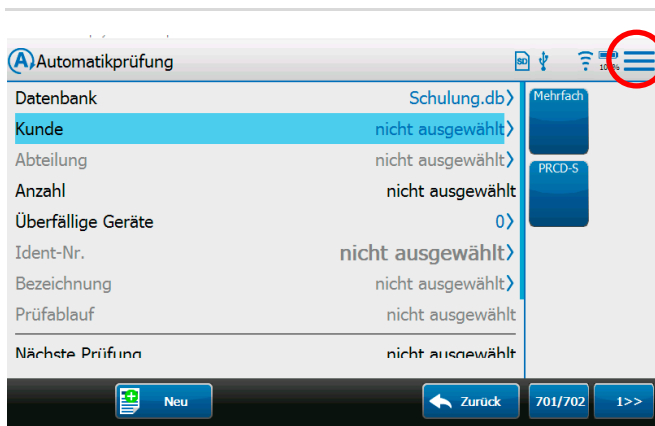 A Automatikprüfung SD
Datenbank Schulung.db
Mehrfach
Kunde nicht ausgewählt
Abteilung nicht ausgewählt
PRCD-S
Anzahl nicht ausgewählt
Überfällige Geräte 0
Ident-Nr. nicht ausgewählt
Bezeichnung nicht ausgewählt
Prüfablauf nicht ausgewählt
Nächste Prüfung nicht ausgewählt
Neu Zurück 701/702 1>>